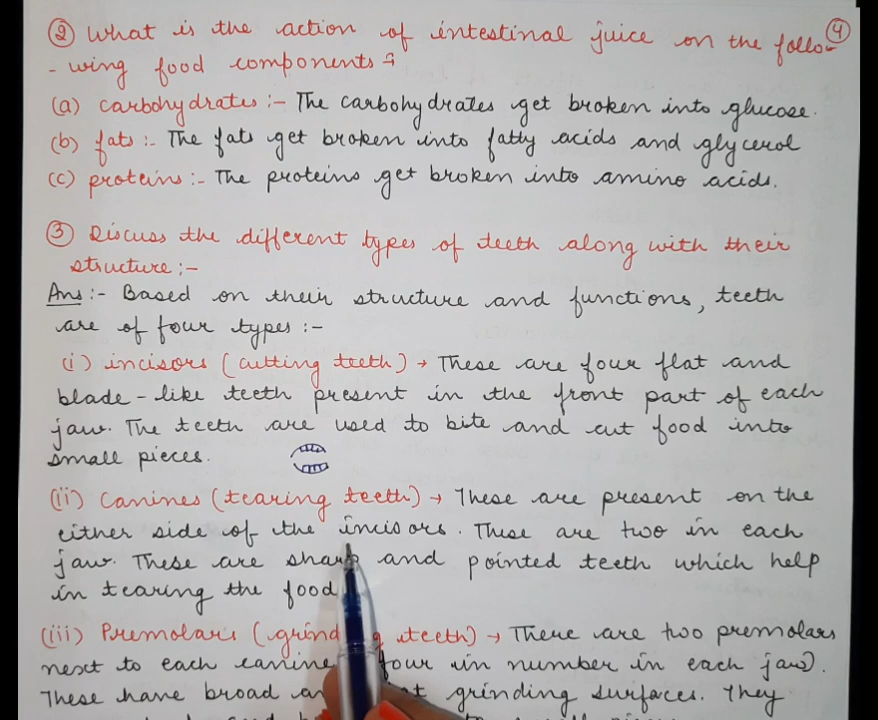 ② What is the action of intestinal juice on the follo- ④
- wing food components :-
(a) carbohydrates :- The carbohydrates get broken into glucose.
(b) fats :- The fats get broken into fatty acids and glycerol
(c) proteins :- The proteins get broken into amino acids.
③ Discuss the different types of teeth along with their
structure :-
Ans :- Based on their structure and functions, teeth
are of four types :-
(i) incisors (cutting teeth) → These are four flat and
blade-like teeth present in the front part of each
jaw. The teeth are used to bite and cut food into
small pieces.
(ii) Canines (tearing teeth) → These are present on the
either side of the incisors. These are two in each
jaw. These are sharp and pointed teeth which help
in tearing the food
(iii) Premolars (grind g teeth) → There are two premolars
next to each canine four in number in each jaw).
These have broad an t grinding surfaces. They